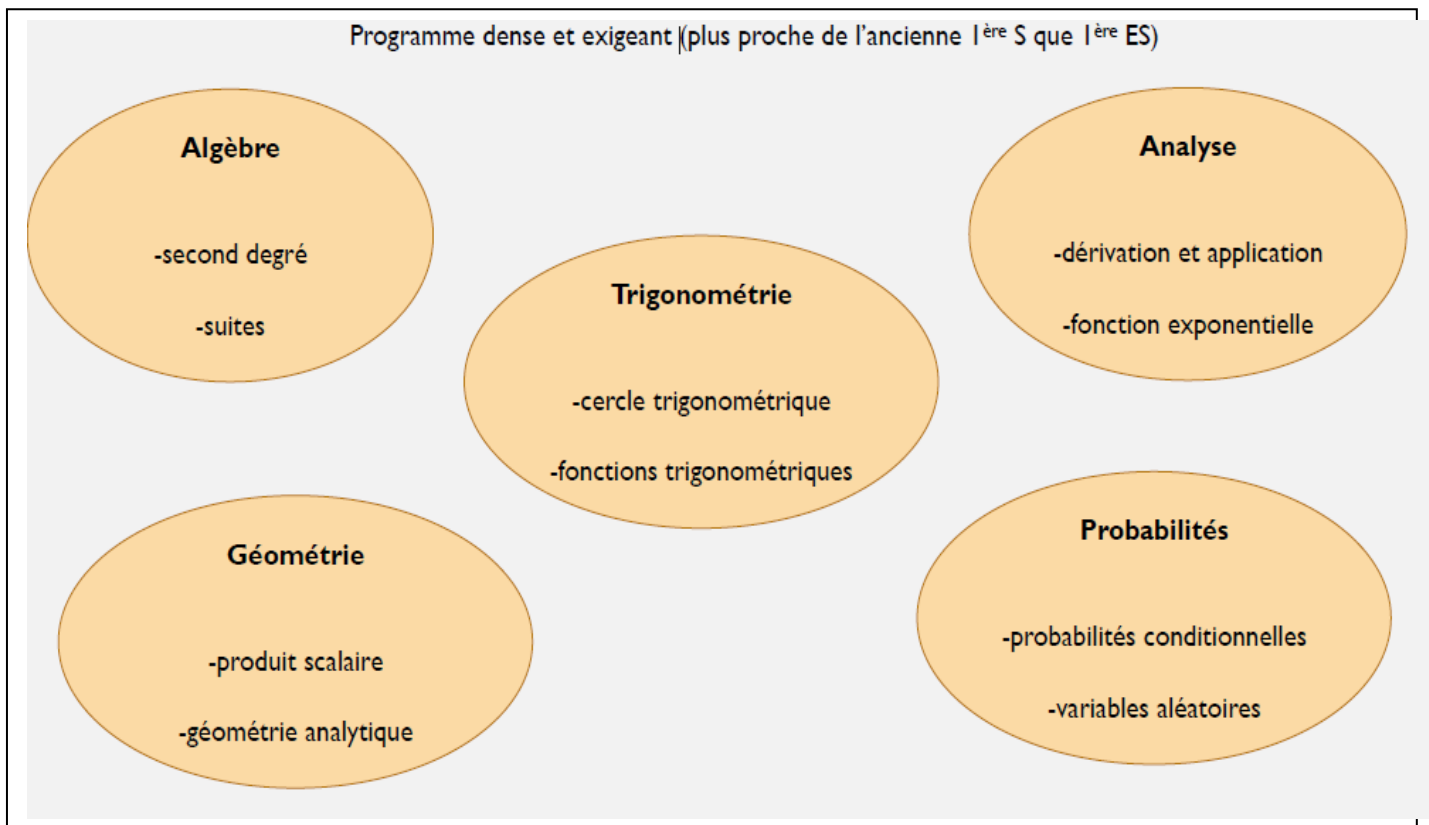 Programme dense et exigeant (plus proche de l'ancienne 1ère S que 1ère ES)
Algèbre
-second degré
-suites
Analyse
-dérivation et application
-fonction exponentielle
Trigonométrie
-cercle trigonométrique
-fonctions trigonométriques
Géométrie
-produit scalaire
-géométrie analytique
Probabilités
-probabilités conditionnelles
-variables aléatoires